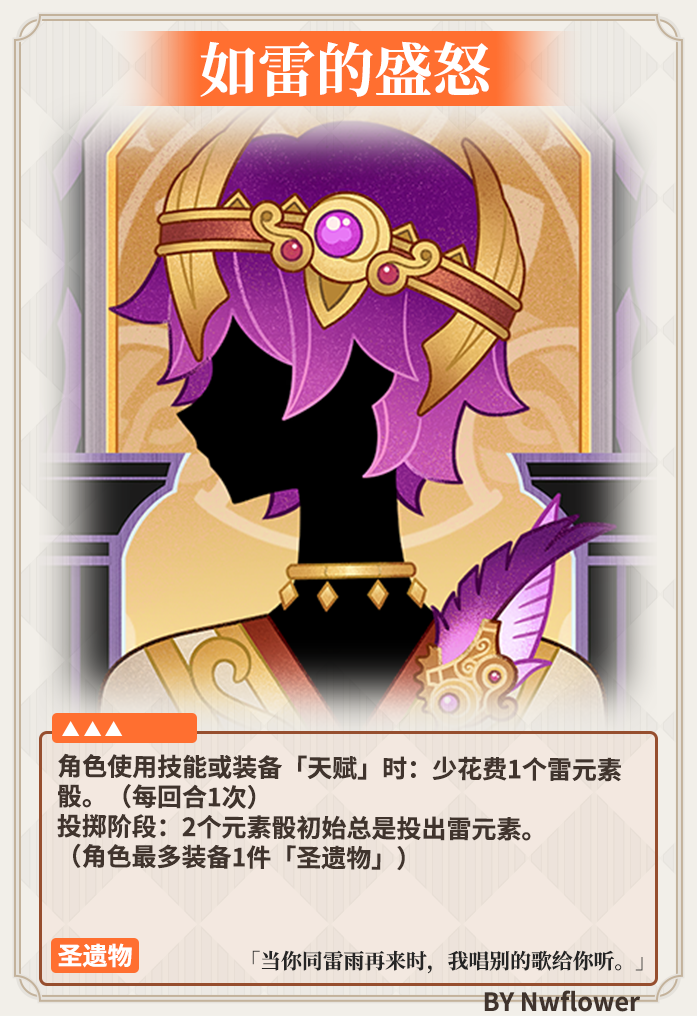 如雷的盛怒
角色使用技能或装备「天赋」时：少花费1个雷元素
骰。（每回合1次）
投掷阶段：2个元素骰初始总是投出雷元素。
（角色最多装备1件「圣遗物」）
圣遗物
「当你同雷雨再来时，我唱别的歌给你听。」
BY Nwflower